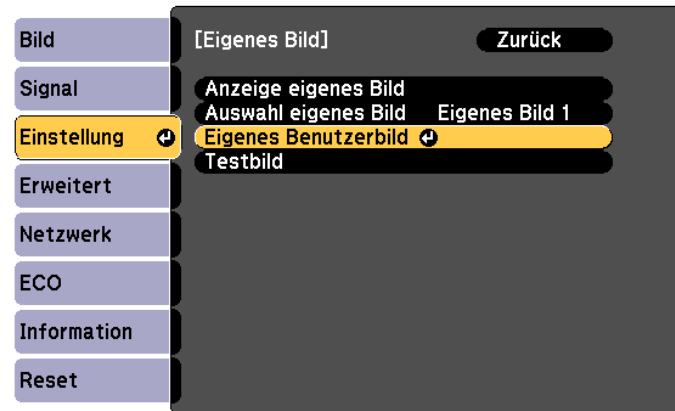 Bild
Signal
Einstellung
Erweitert
Netzwerk
ECO
Information
Reset
[Eigenes Bild] Zurück
Anzeige eigenes Bild
Auswahl eigenes Bild Eigenes Bild 1
Eigenes Benutzerbild
Testbild